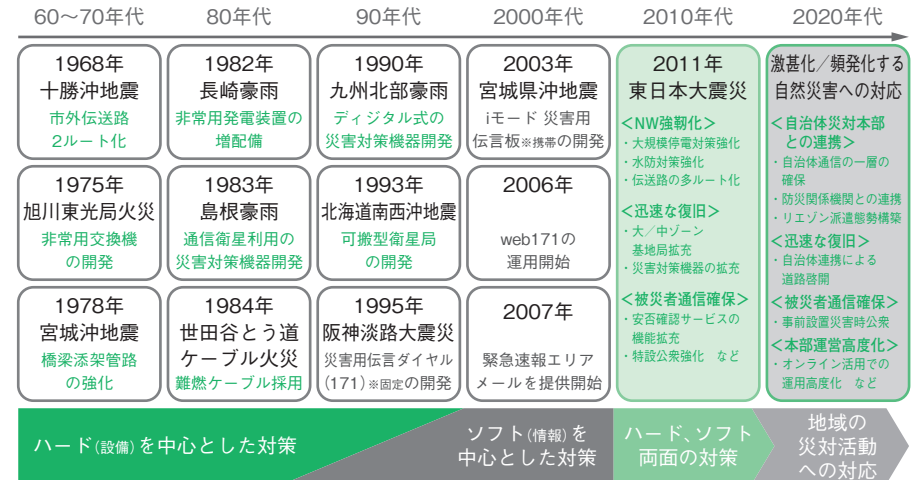 60～70年代
80年代
90年代
2000年代
2010年代
2020年代
1968年
十勝沖地震
市外伝送路
2ルート化
1975年
旭川東光局火災
非常用交換機
の開発
1978年
宮城沖地震
橋梁添架管路
の強化
1982年
長崎豪雨
非常用発電装置の
増配備
1983年
島根豪雨
通信衛星利用の
災害対策機器開発
1984年
世田谷とう道
ケーブル火災
難燃ケーブル採用
1990年
九州北部豪雨
ディジタル式の
災害対策機器開発
1993年
北海道南西沖地震
可搬型衛星局
の開発
1995年
阪神淡路大震災
災害用伝言ダイヤル
(171)※固定の開発
2003年
宮城県沖地震
iモード 災害用
伝言板※携帯の開発
2006年
web171の
運用開始
2007年
緊急速報エリア
メールを提供開始
2011年
東日本大震災
＜NW強靭化＞
・大規模停電対策強化
・水防対策強化
・伝送路の多ルート化
＜迅速な復旧＞
・大／中ゾーン
基地局拡充
・災害対策機器の拡充
＜被災者通信確保＞
・安否確認サービスの
機能拡充
・特設公衆強化　など
激甚化／頻発化する
自然災害への対応
＜自治体災対本部
との連携＞
・自治体通信の一層の
確保
・防災関係機関との連携
・リエゾン派遣態勢構築
＜迅速な復旧＞
・自治体連携による
道路啓開
＜被災者通信確保＞
・事前設置災害時公衆
＜本部運営高度化＞
・オンライン活用での
運用高度化　など
ハード(設備)を中心とした対策
ソフト(情報)を
中心とした対策
ハード、ソフト
両面の対策
地域の
災対活動
への対応